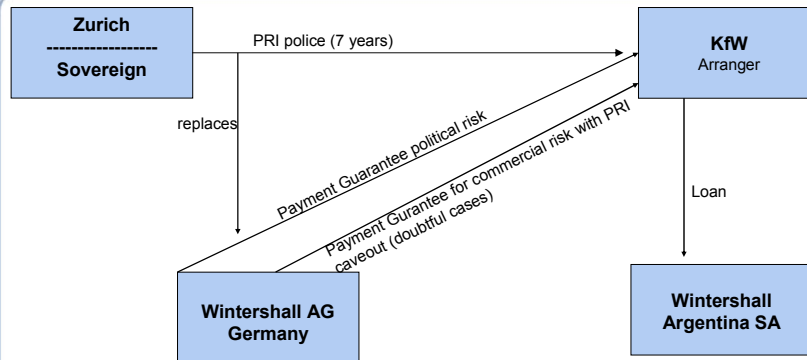 Zurich
------------------
Sovereign
PRI police (7 years)
KfW
Arranger
replaces
Payment Guarantee political risk
Payment Gurantee for commercial risk with PRI
caveout (doubtful cases)
Loan
Wintershall AG
Germany
Wintershall
Argentina SA